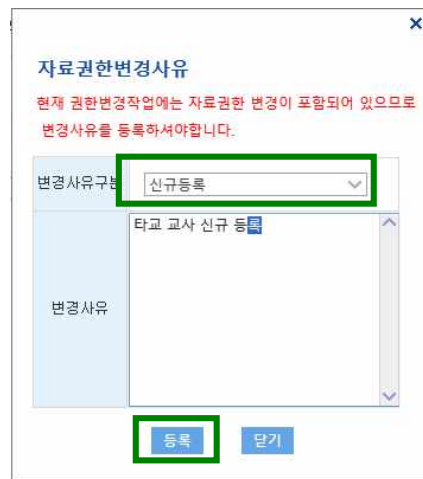 자료권한변경사유
현재 권한변경작업에는 자료권한 변경이 포함되어 있으므로
변경사유를 등록하셔야합니다.
변경사유구분 신규등록
타교 교사 신규 등록
변경사유
등록 닫기